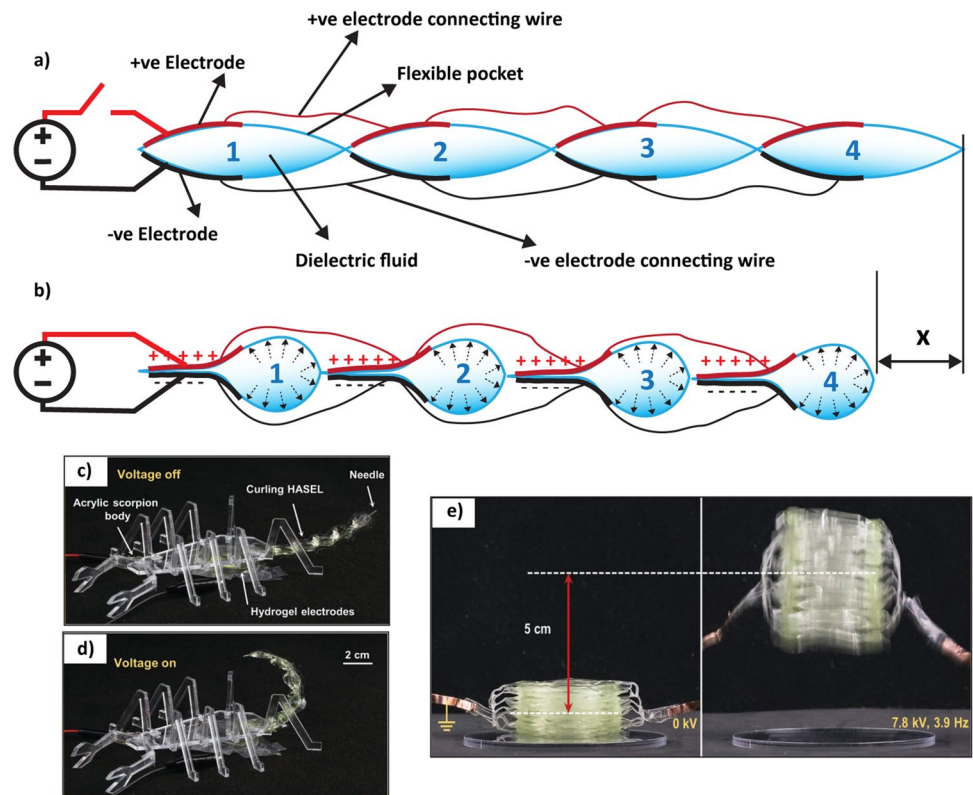 a)
+ve electrode connecting wire
+ve Electrode
Flexible pocket
+
−
1
2
3
4
-ve Electrode
Dielectric fluid
-ve electrode connecting wire
b)
x
+
−
+ + + + +
+ + + + +
+ + + + +
+ + + + +
1
2
3
4
- - - - -
- - - - -
- - - - -
- - - - -
c)
Voltage off
Needle
Curling HASEL
Acrylic scorpion
body
Hydrogel electrodes
d)
Voltage on
2 cm
e)
5 cm
0 kV
7.8 kV, 3.9 Hz